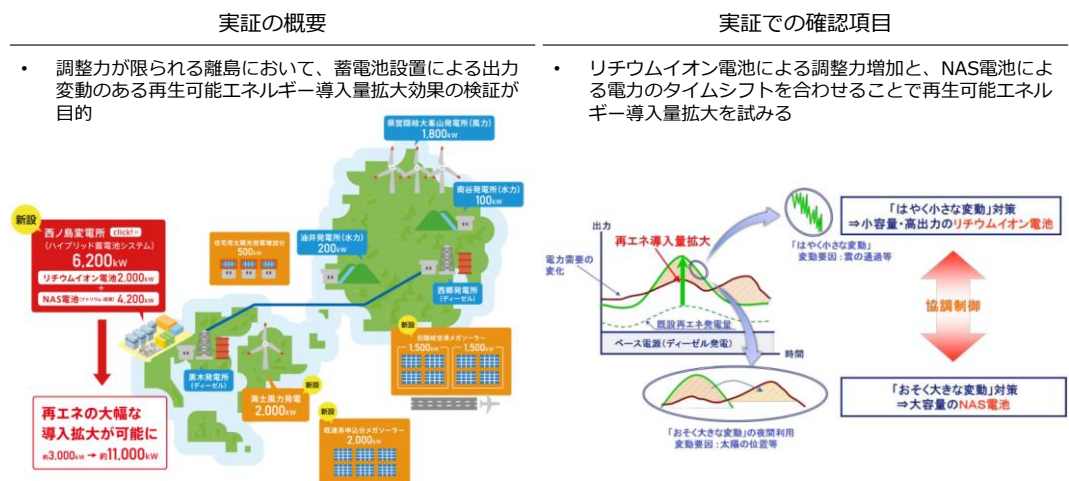 実証の概要
• 調整力が限られる離島において、蓄電池設置による出力
変動のある再生可能エネルギー導入量拡大効果の検証が
目的
県営隠岐大峯山発電所(風力)
1,800kW
南谷発電所(水力)
100kW
新設
西ノ島変電所 click!
(ハイブリッド蓄電池システム)
6,200kW
リチウムイオン電池2,000kW
+
NAS電池(ナトリウム・硫黄)4,200kW
住宅用太陽光発電増加分
500kW
油井発電所(水力)
200kW
西郷発電所
(ディーゼル)
新設
旧隠岐空港メガソーラー
1,500kW
1,500kW
黒木発電所
(ディーゼル)
新設
海士風力発電
2,000kW
新設
既連系申込分メガソーラー
2,000kW
再エネの大幅な
導入拡大が可能に
約3,000kW → 約11,000kW
実証での確認項目
• リチウムイオン電池による調整力増加と、NAS電池によ
る電力のタイムシフトを合わせることで再生可能エネル
ギー導入量拡大を試みる
出力
再エネ導入量拡大
電力需要の
変化
既設再エネ発電量
ベース電源(ディーゼル発電)
時間
「はやく小さな変動」
変動要因:雲の通過等
「はやく小さな変動」対策
⇒小容量・高出力のリチウムイオン電池
協調制御
「おそく大きな変動」対策
⇒大容量のNAS電池
「おそく大きな変動」の夜間利用
変動要因:太陽の位置等